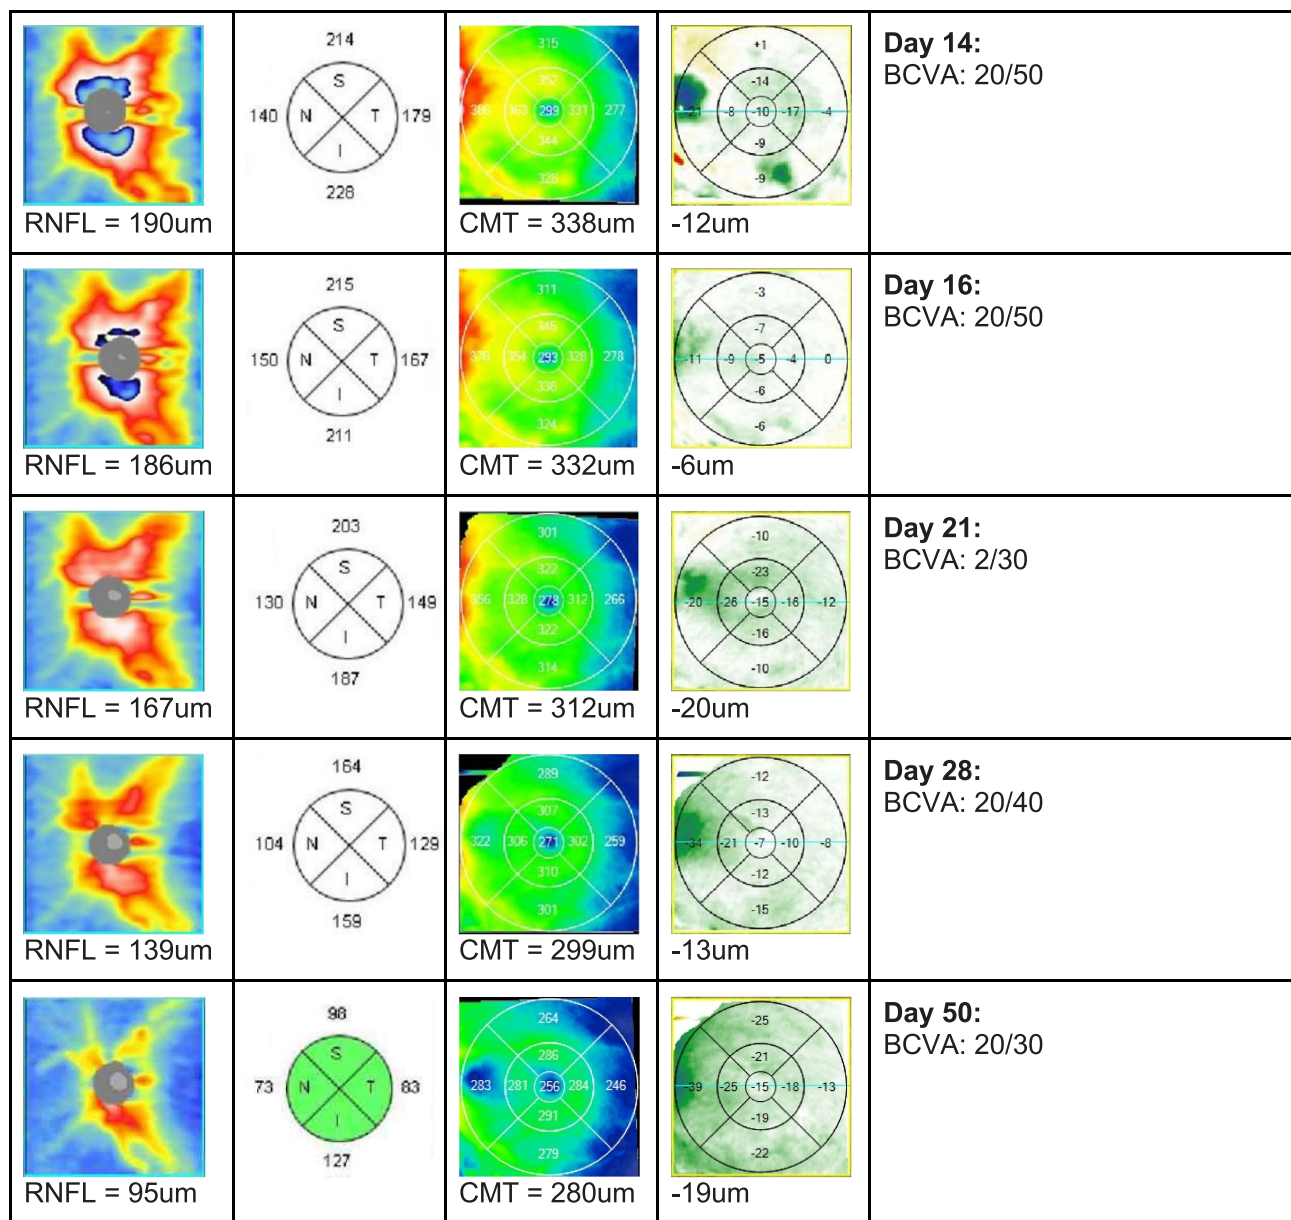 214
S
140 N T 179
I
228
315
352
386 363 299 331 277
344
328
+1
-14
-21 -8 -10 -17 -4
-9
-9
Day 14:
BCVA: 20/50
RNFL = 190um
CMT = 338um
-12um
215
S
150 N T 167
I
211
311
345
376 354 293 328 278
338
324
-3
-7
-11 -9 -5 -4 0
-6
-6
Day 16:
BCVA: 20/50
RNFL = 186um
CMT = 332um
-6um
203
S
130 N T 149
I
187
301
322
356 328 278 312 266
322
314
-10
-23
-20 -26 -15 -16 -12
-16
-10
Day 21:
BCVA: 2/30
RNFL = 167um
CMT = 312um
-20um
164
S
104 N T 129
I
159
289
307
322 306 271 302 259
310
301
-12
-13
-34 -21 -7 -10 -8
-12
-15
Day 28:
BCVA: 20/40
RNFL = 139um
CMT = 299um
-13um
98
S
73 N T 83
I
127
264
286
283 281 256 284 246
291
279
-25
-21
-39 -25 -15 -18 -13
-19
-22
Day 50:
BCVA: 20/30
RNFL = 95um
CMT = 280um
-19um